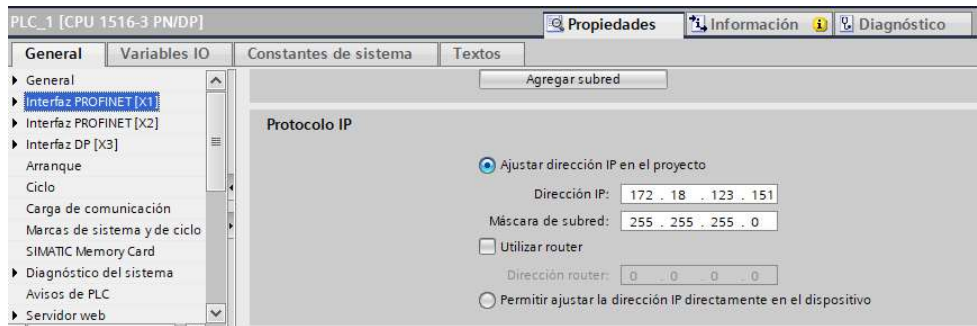 PLC_1 [CPU 1516-3 PN/DP]
Propiedades
Información
Diagnóstico
General
Variables IO
Constantes de sistema
Textos
General
Interfaz PROFINET [X1]
Interfaz PROFINET [X2]
Interfaz DP [X3]
Arranque
Ciclo
Carga de comunicación
Marcas de sistema y de ciclo
SIMATIC Memory Card
Diagnóstico del sistema
Avisos de PLC
Servidor web
Agregar subred
Protocolo IP
Ajustar dirección IP en el proyecto
Dirección IP: 172 . 18 . 123 . 151
Máscara de subred: 255 . 255 . 255 . 0
Utilizar router
Dirección router: 0 . 0 . 0 . 0
Permitir ajustar la dirección IP directamente en el dispositivo